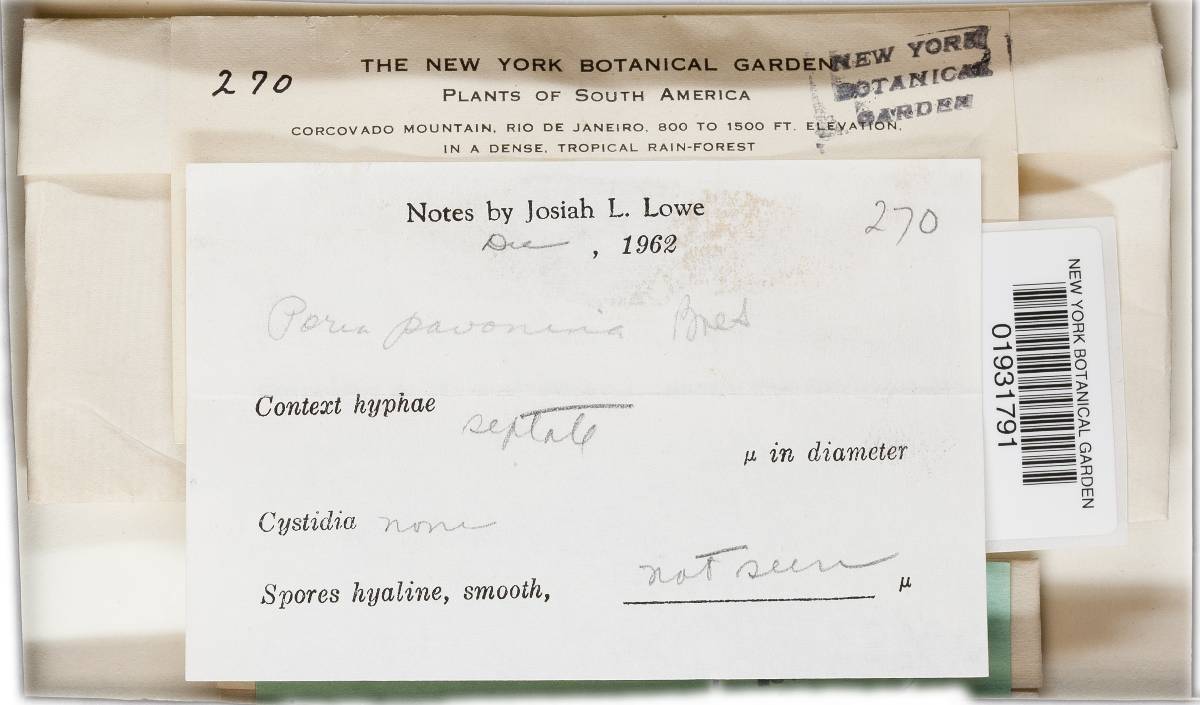 270
THE NEW YORK BOTANICAL GARDEN
PLANTS OF SOUTH AMERICA
CORCOVADO MOUNTAIN, RIO DE JANEIRO, 800 TO 1500 FT. ELEVATION,
IN A DENSE, TROPICAL RAIN-FOREST
NEW YORK
BOTANICAL
GARDEN
Notes by Josiah L. Lowe
270
Dec , 1962
Poria pavonina Bres
Context hyphae
septate
μ in diameter
Cystidia none
Spores hyaline, smooth, not seen μ
NEW YORK BOTANICAL GARDEN
01931791